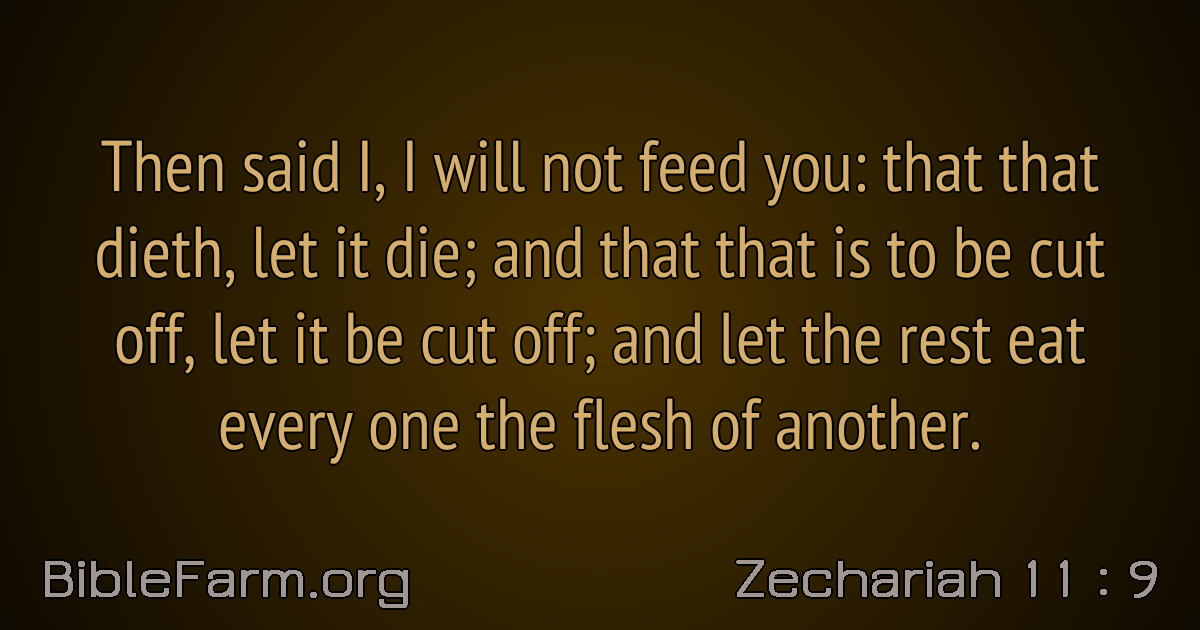 Then said I, I will not feed you: that that
dieth, let it die; and that that is to be cut
off, let it be cut off; and let the rest eat
every one the flesh of another.
BibleFarm.org
Zechariah 11 : 9